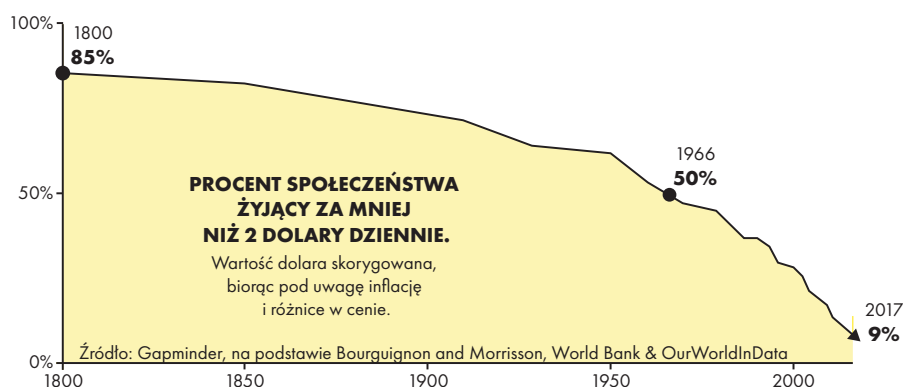 100%
1800
85%
1966
50%
50%
PROCENT SPOŁECZEŃSTWA
ŻYJĄCY ZA MNIEJ
NIŻ 2 DOLARY DZIENNIE.
Wartość dolara skorygowana,
biorąc pod uwagę inflację
i różnice w cenie.
2017
9%
0%
Źródło: Gapminder, na podstawie Bourguignon and Morrisson, World Bank & OurWorldInData
1800 1850 1900 1950 2000